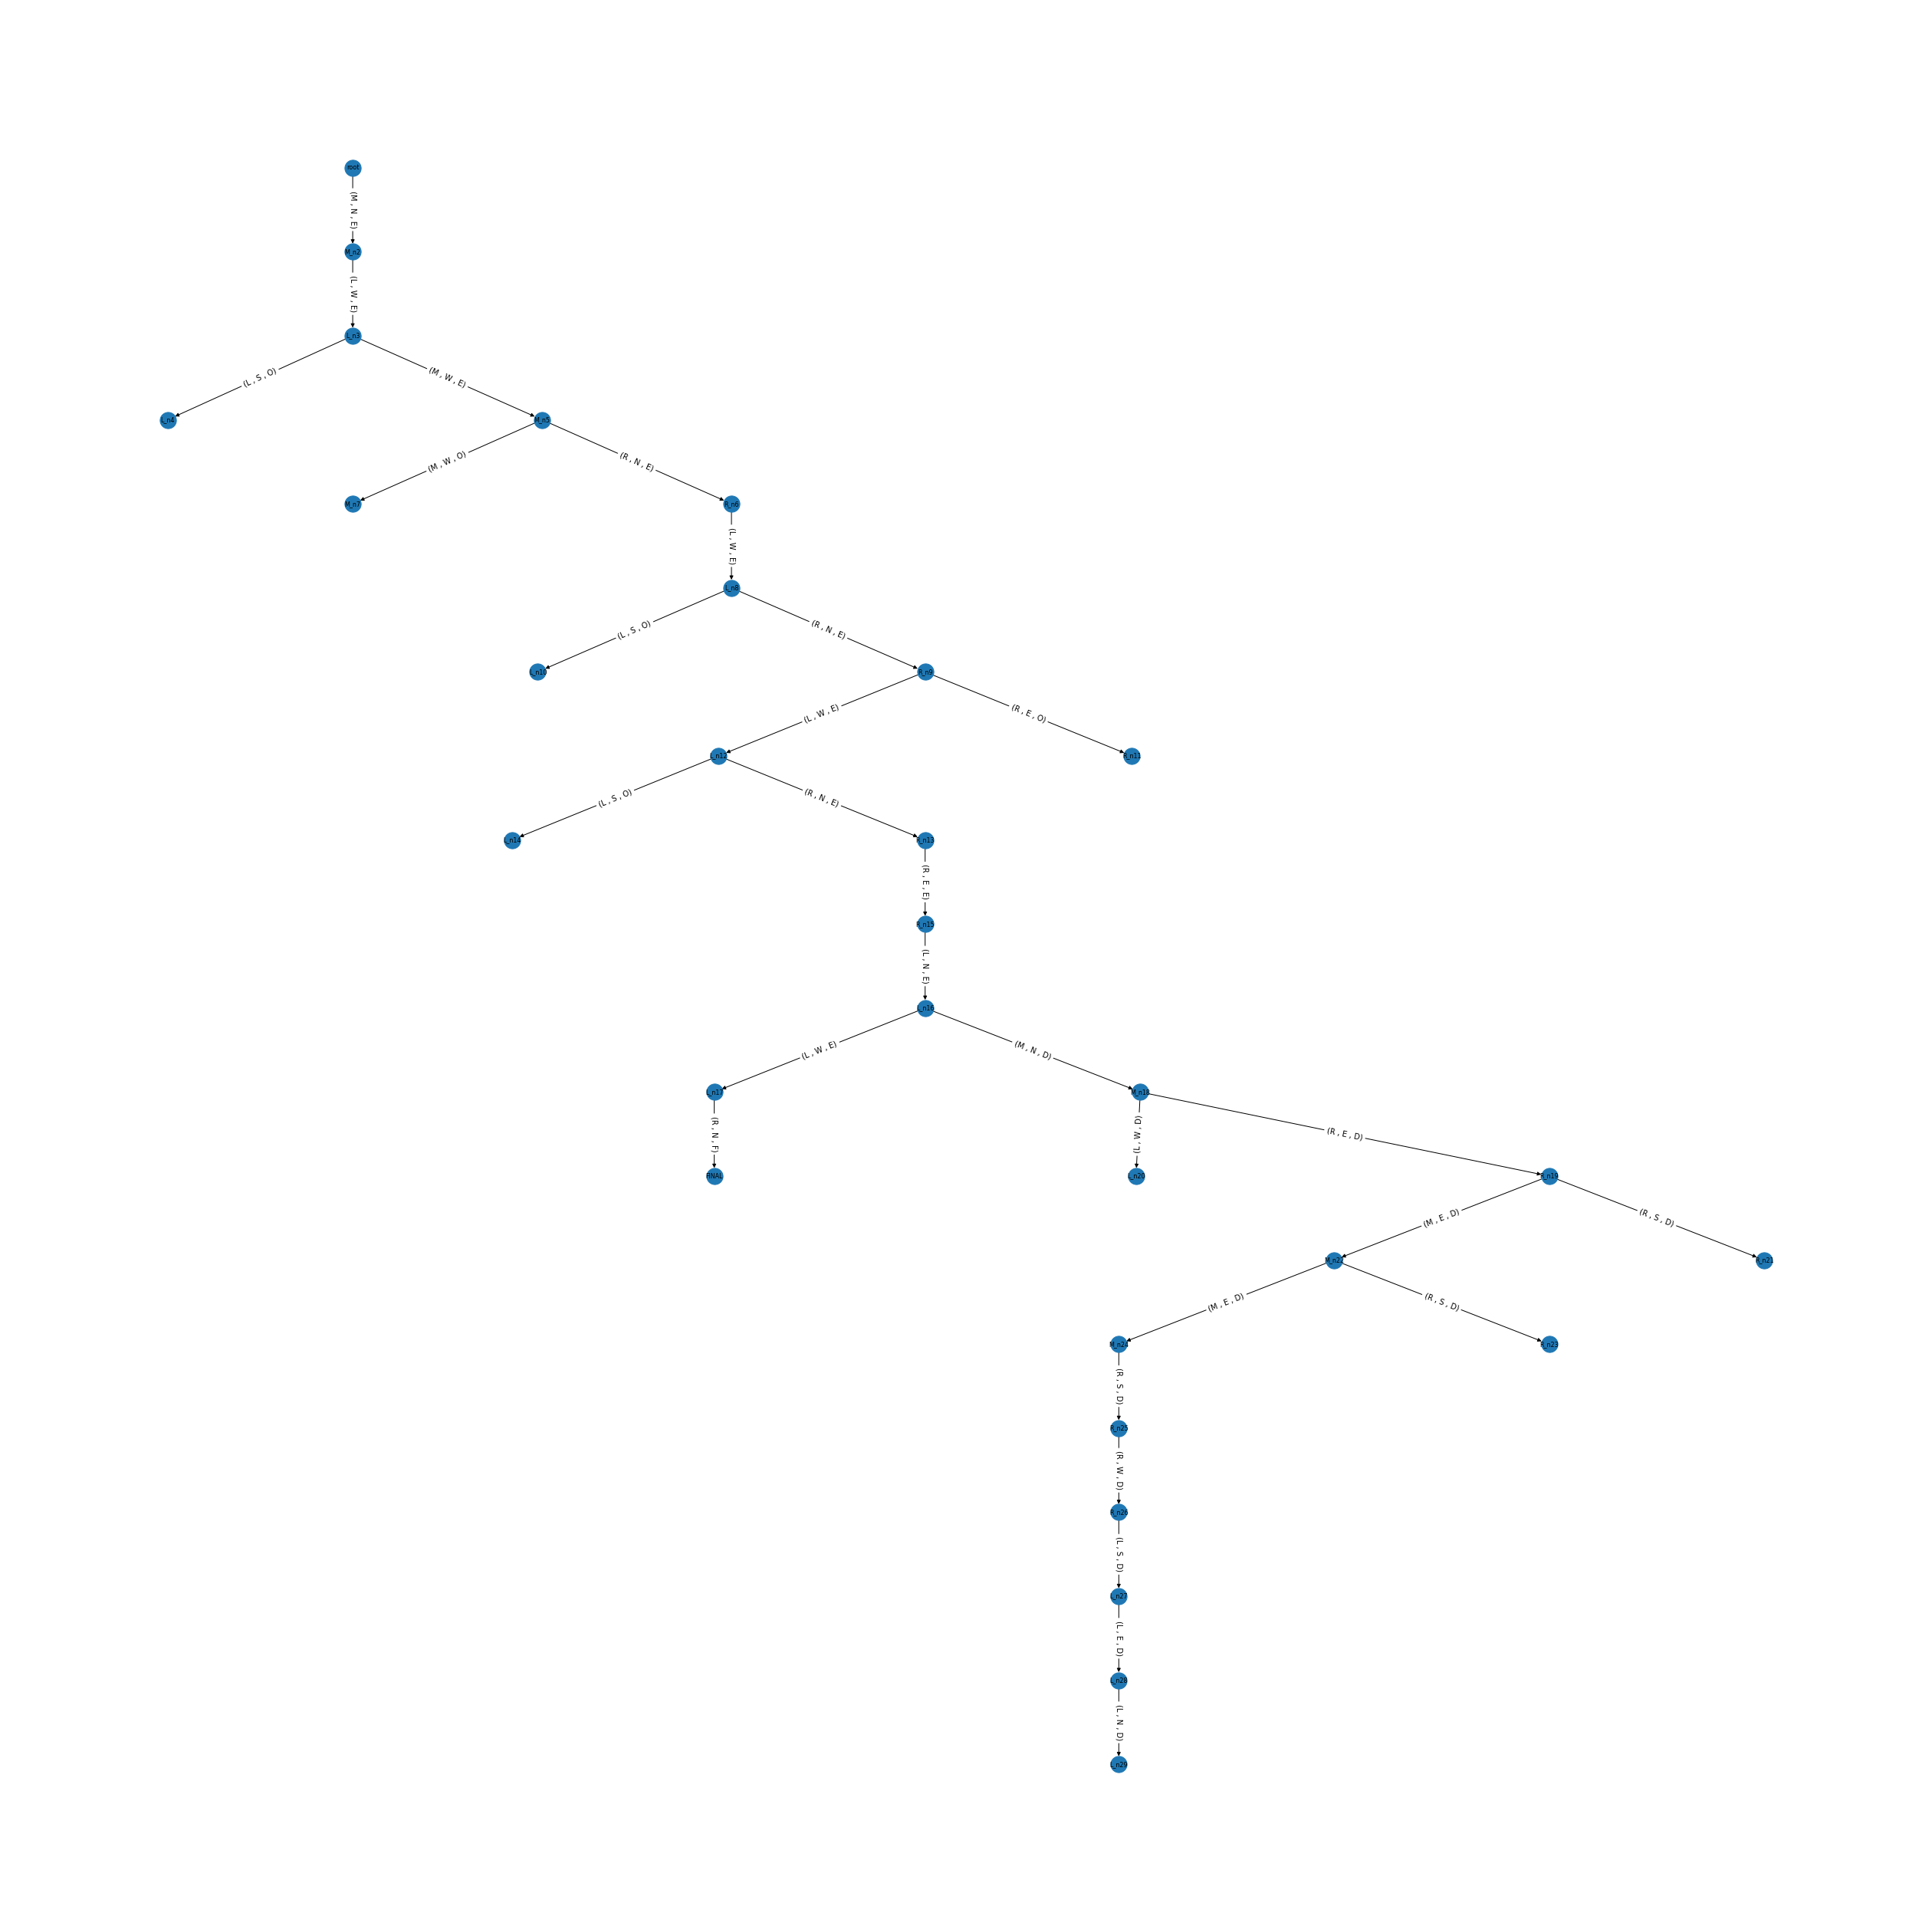 root
(M , N , E)
M_n2
(L , W , E)
L_n3
(L , S , O)
(M , W , E)
L_n4
M_n5
(M , W , O)
(R , N , E)
M_n7
R_n6
(L , W , E)
L_n8
(L , S , O)
(R , N , E)
L_n10
R_n9
(L , W , E)
(R , E , O)
L_n12
R_n11
(L , S , O)
(R , N , E)
L_n14
R_n13
(R , E , E)
R_n15
(L , N , E)
L_n16
(L , W , E)
(M , N , D)
L_n17
M_n18
(R , N , F)
(L , W , D)
(R , E , D)
L_n20
R_n19
(M , E , D)
(R , S , D)
M_n22
R_n21
(M , E , D)
(R , S , D)
M_n24
R_n23
(R , S , D)
R_n25
(R , W , D)
R_n26
(L , S , D)
L_n27
(L , E , D)
L_n28
(L , N , D)
L_n29